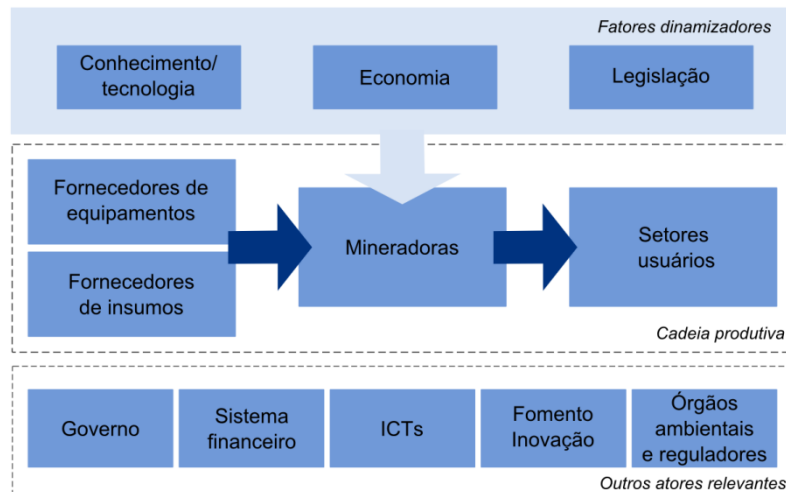 Fatores dinamizadores
Conhecimento/
tecnologia
Economia
Legislação
Fornecedores de
equipamentos
Fornecedores
de insumos
Mineradoras
Setores
usuários
Cadeia produtiva
Governo
Sistema
financeiro
ICTs
Fomento
Inovação
Órgãos
ambientais
e reguladores
Outros atores relevantes